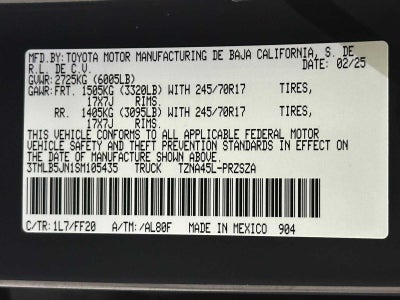 MFD.BY:TOYOTA MOTOR MANUFACTURING DE BAJA CALIFORNIA, S. DE
R.L. DE C.V. DATE: 02/25
GVWR:2725KG (6005LB)
GAWR:FRT. 1505KG (3320LB) WITH 245/70R17 TIRES,
17X7J RIMS.
RR. 1405KG (3095LB) WITH 245/70R17 TIRES,
17X7J RIMS.
THIS VEHICLE CONFORMS TO ALL APPLICABLE FEDERAL MOTOR
VEHICLE SAFETY AND THEFT PREVENTION STANDARDS IN EFFECT
ON THE DATE OF MANUFACTURE SHOWN ABOVE.
3TMLB5JN1SM105435 TRUCK TZNA45L-PRZSZA
C/TR:1L7/FF20 A/TM:/AL80F MADE IN MEXICO 904